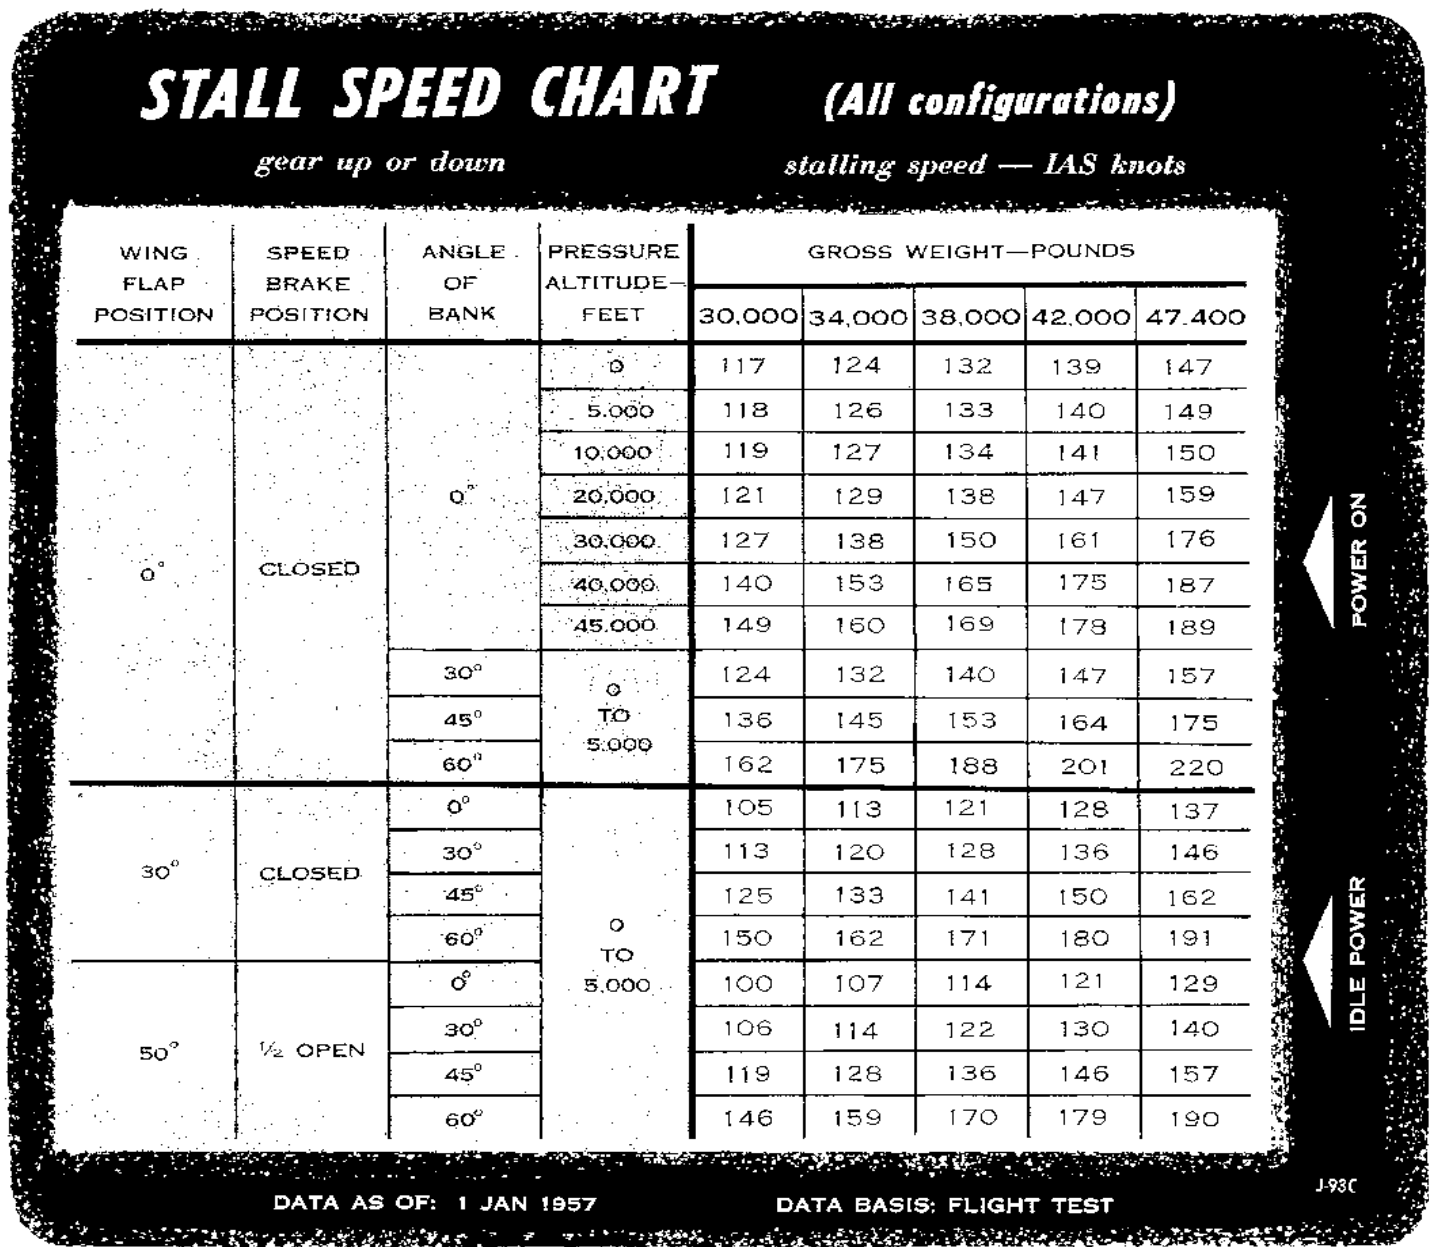 STALL SPEED CHART (All configurations)
gear up or down stalling speed — IAS knots
WING FLAP POSITION SPEED BRAKE POSITION ANGLE OF BANK PRESSURE ALTITUDE— FEET GROSS WEIGHT—POUNDS
30,000 34,000 38,000 42,000 47.400
0 117 124 132 139 147
5.000 118 126 133 140 149
10,000 119 127 134 141 150
0° 20,000 121 129 138 147 159
30,000 127 138 150 161 176
0° CLOSED 40,000 140 153 165 175 187
45.000 149 160 169 178 189
30° 124 132 140 147 157
45° 0 TO 5.000 136 145 153 164 175
60° 162 175 188 201 220
0° 105 113 121 128 137
30° 113 120 128 136 146
30° CLOSED 45° 125 133 141 150 162
60° 150 162 171 180 191
0° 0 TO 5,000 100 107 114 121 129
30° 106 114 122 130 140
50° ½ OPEN 45° 119 128 136 146 157
60° 146 159 170 179 190
POWER ON
IDLE POWER
J-93C
DATA AS OF: 1 JAN 1957 DATA BASIS: FLIGHT TEST